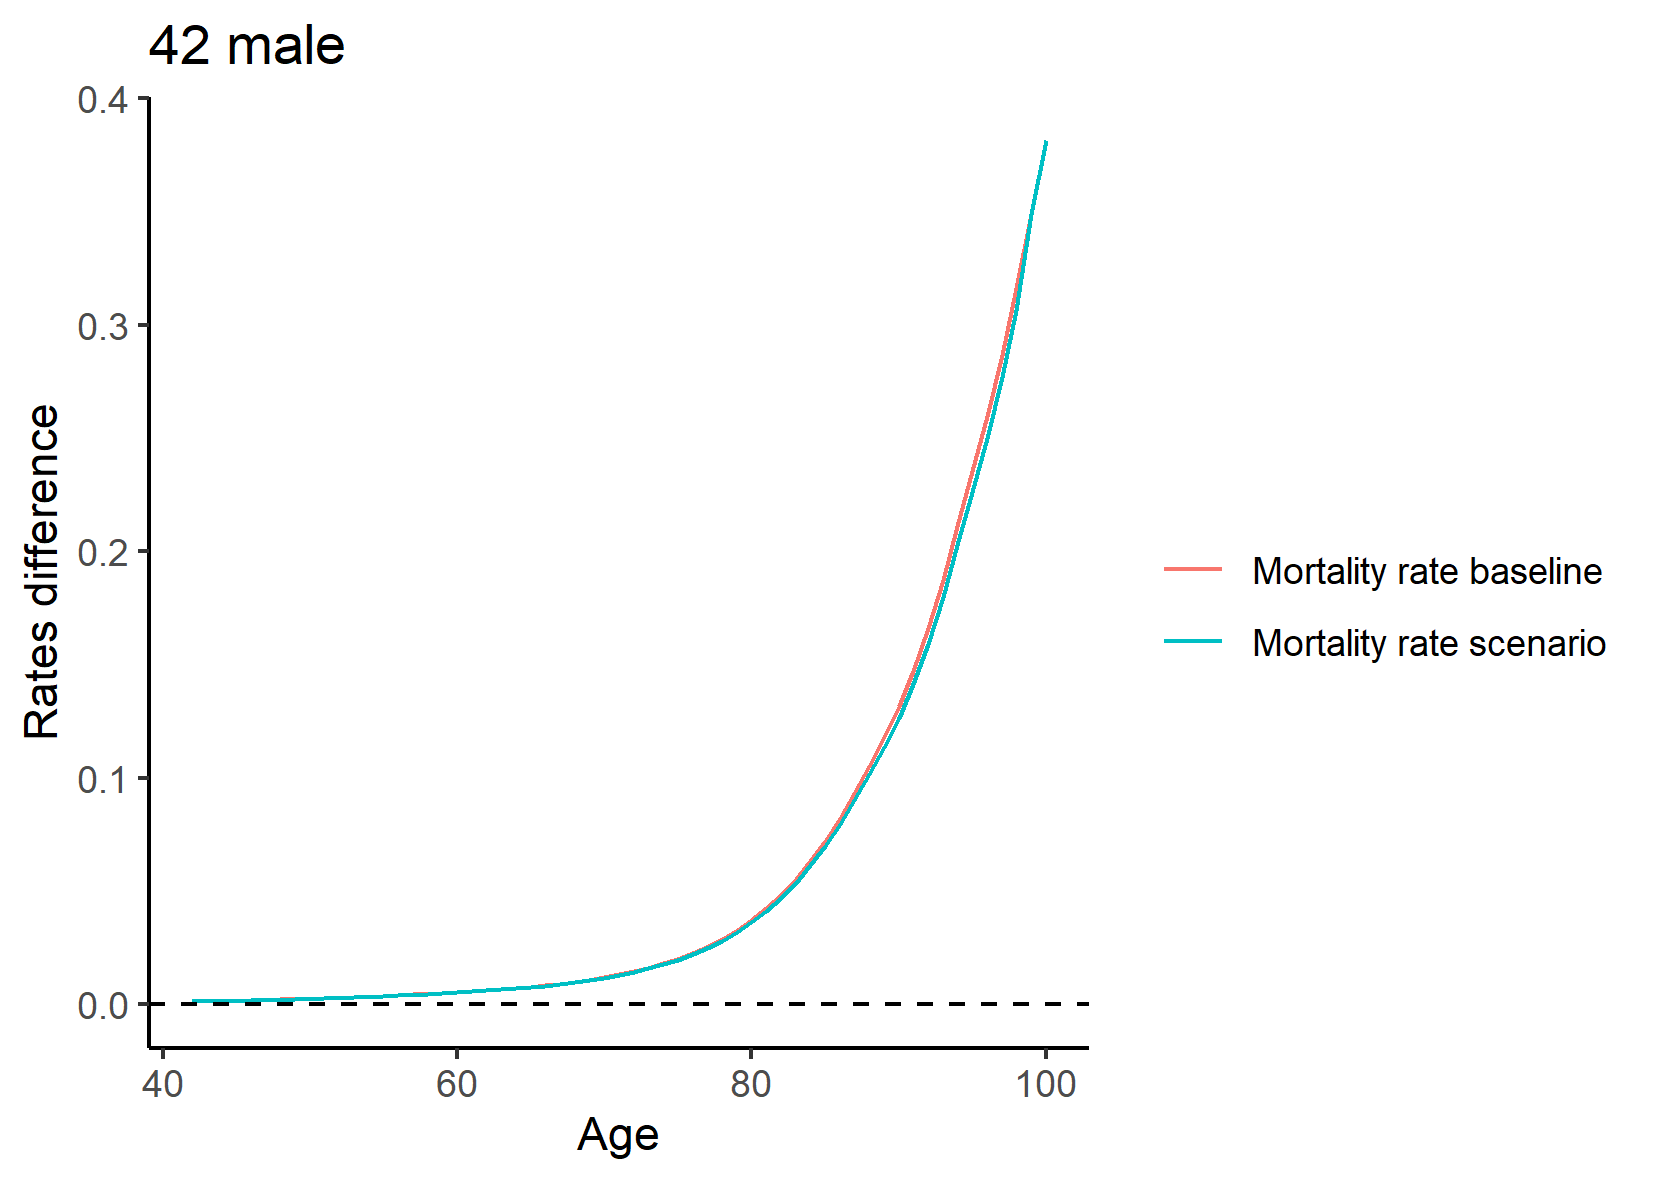 42 male
0.4
0.3
0.2
0.1
0.0
Rates difference
40 60 80 100
Age
Mortality rate baseline
Mortality rate scenario